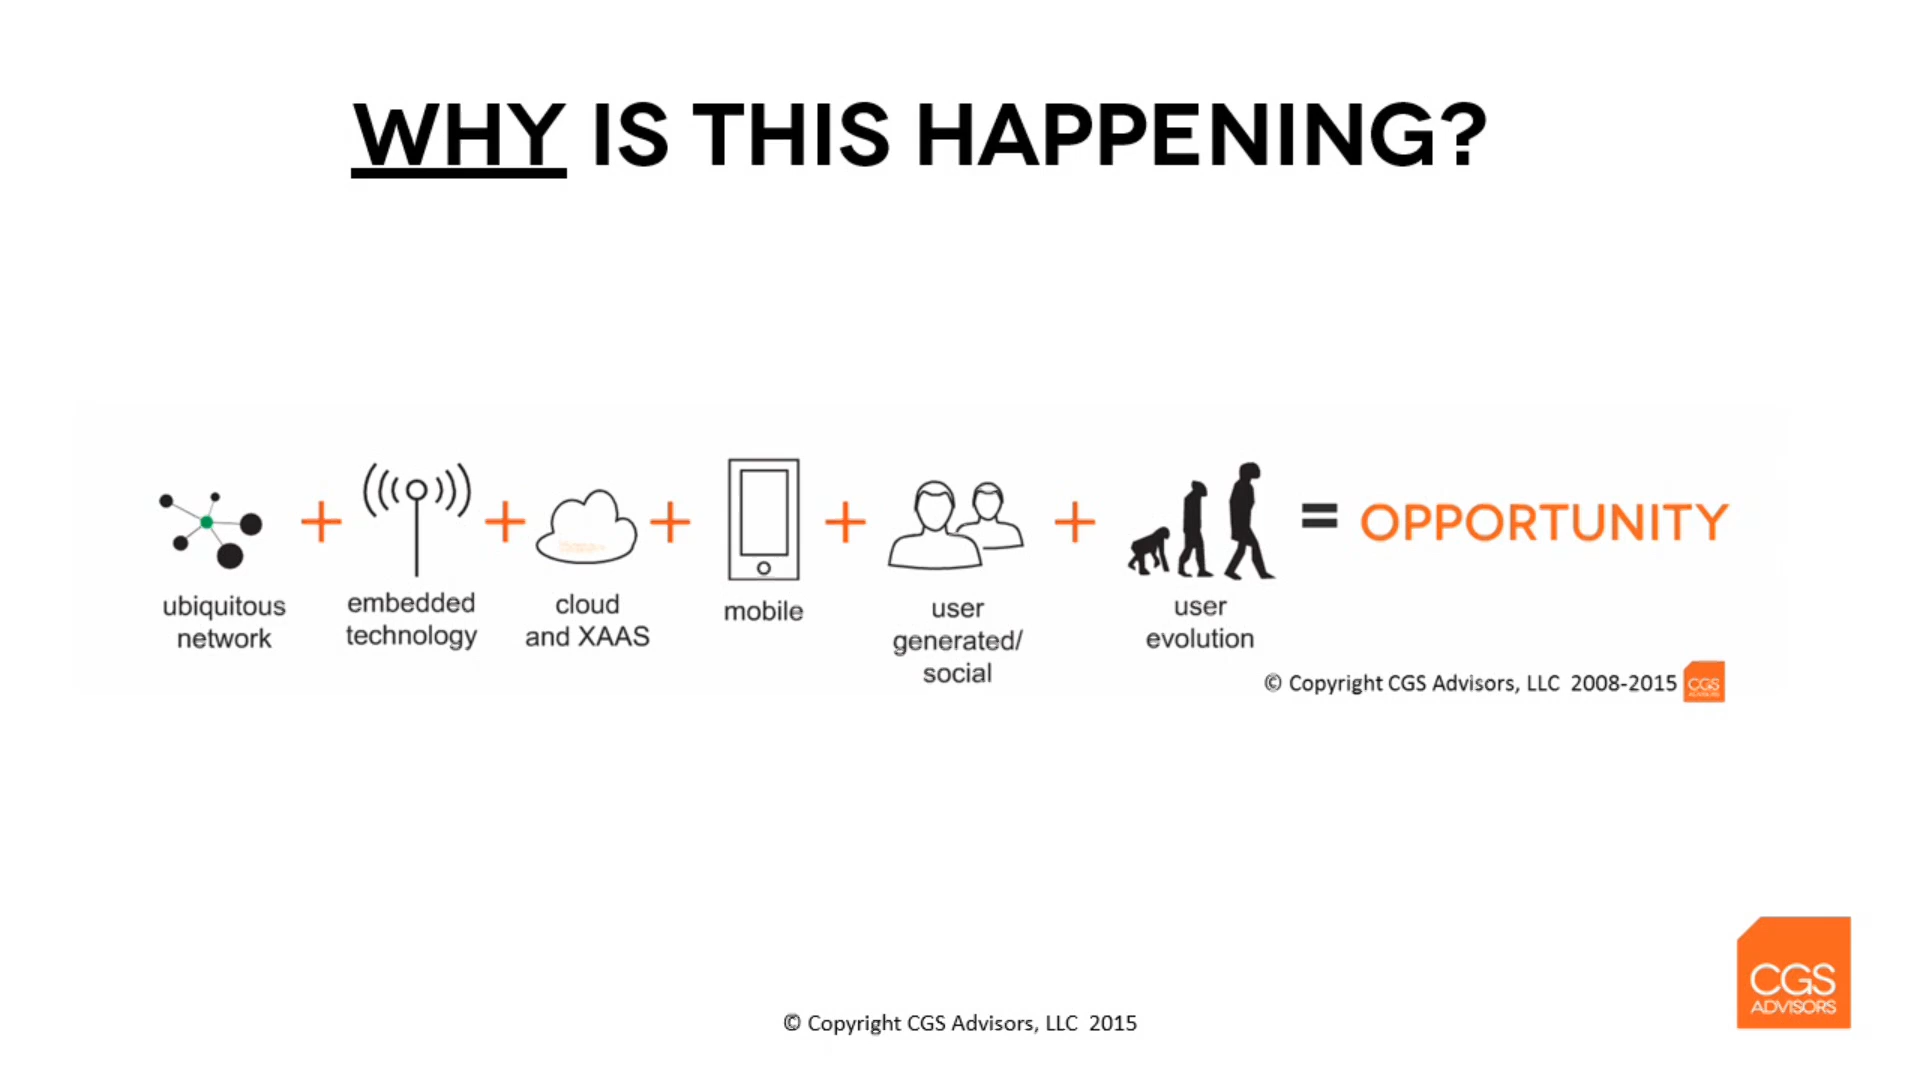 WHY IS THIS HAPPENING?
+ + + + + = OPPORTUNITY
ubiquitous
network
embedded
technology
cloud
and XAAS
mobile
user
generated/
social
user
evolution
© Copyright CGS Advisors, LLC 2008-2015
CGS
ADVISORS
CGS
ADVISORS
© Copyright CGS Advisors, LLC 2015